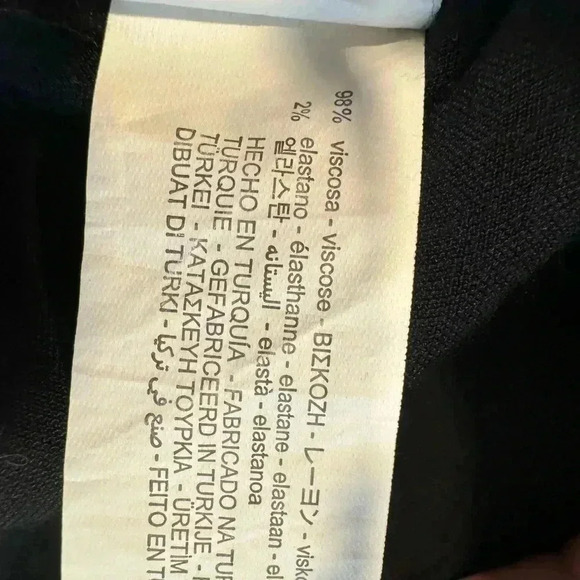 98% viscosa - viscose - ΒΙΣΚΟΖΗ - レーヨン - visko
2% elastano - élasthanne - elastane - elastaan - el
엘라스탄 - اليستانه - elastà - elastanoa
HECHO EN TURQUÍA - FABRICADO NA TUR
TURQUIE - GEFABRICEERD IN TURKIJE -
TÜRKEI - ΚΑΤΑΣΚΕΥΗ ΤΟΥΡΚΙΑ - ÜRETİM
DIBUAT DI TURKI - صنع في تركيا - FEITO EN T